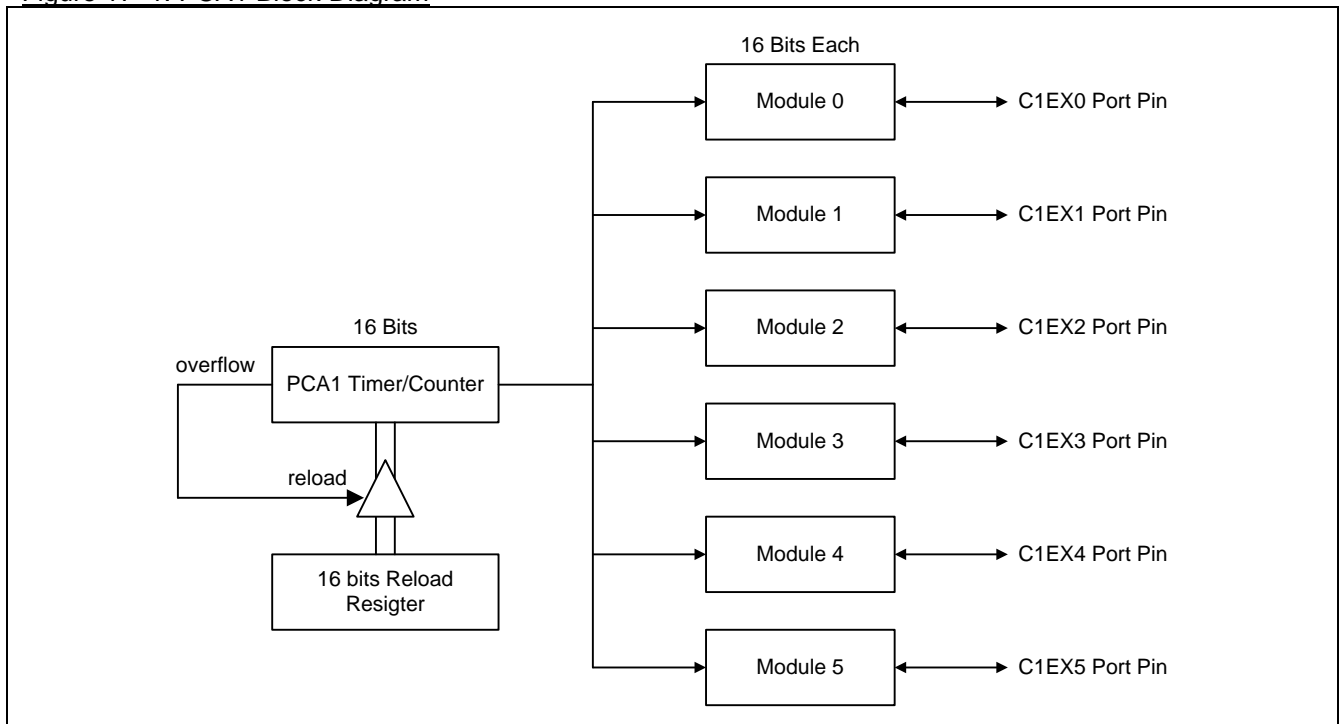 16 Bits Each
Module 0
C1EX0 Port Pin
Module 1
C1EX1 Port Pin
Module 2
C1EX2 Port Pin
16 Bits
overflow
PCA1 Timer/Counter
Module 3
C1EX3 Port Pin
reload
Module 4
C1EX4 Port Pin
16 bits Reload
Resigter
Module 5
C1EX5 Port Pin